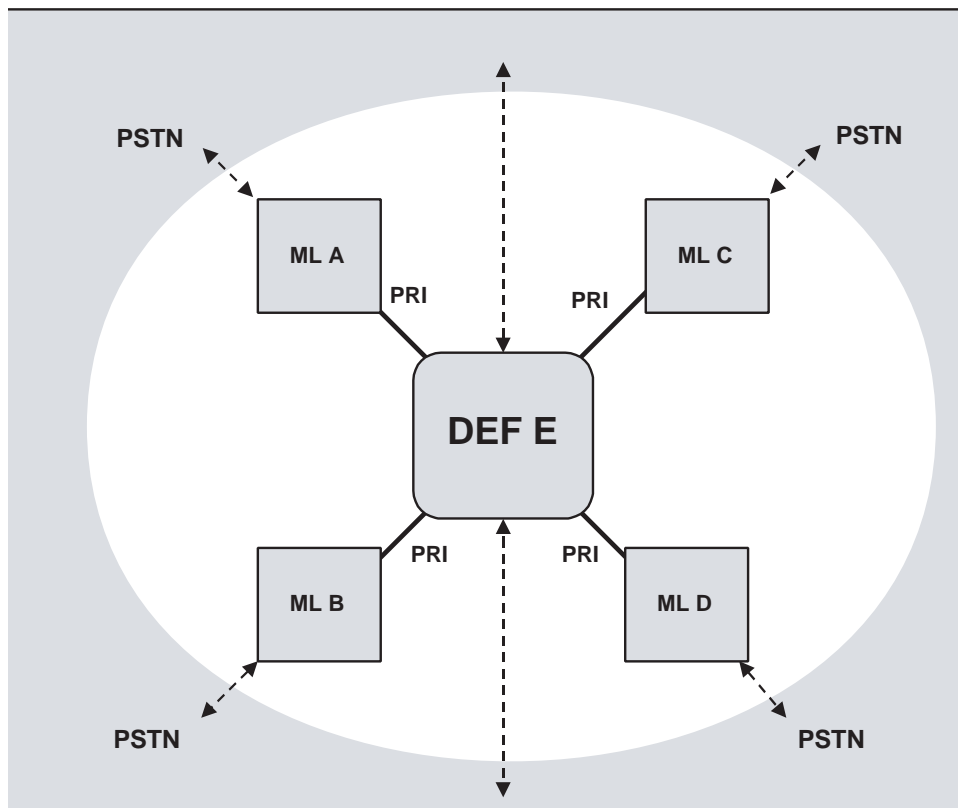 PSTN
PSTN
ML A
ML C
PRI
PRI
DEF E
PRI
PRI
ML B
ML D
PSTN
PSTN